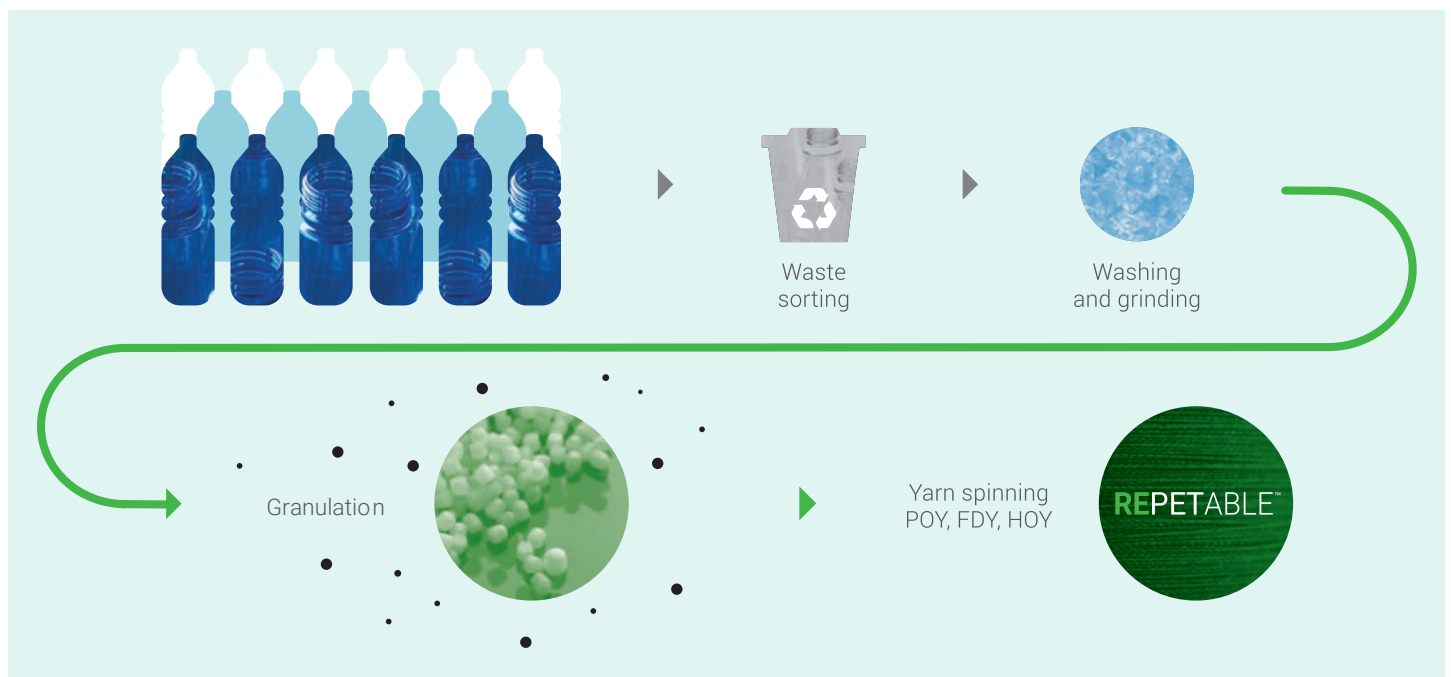 Waste
sorting
Washing
and grinding
Granulation
Yarn spinning
POY, FDY, HOY
REPETABLE™